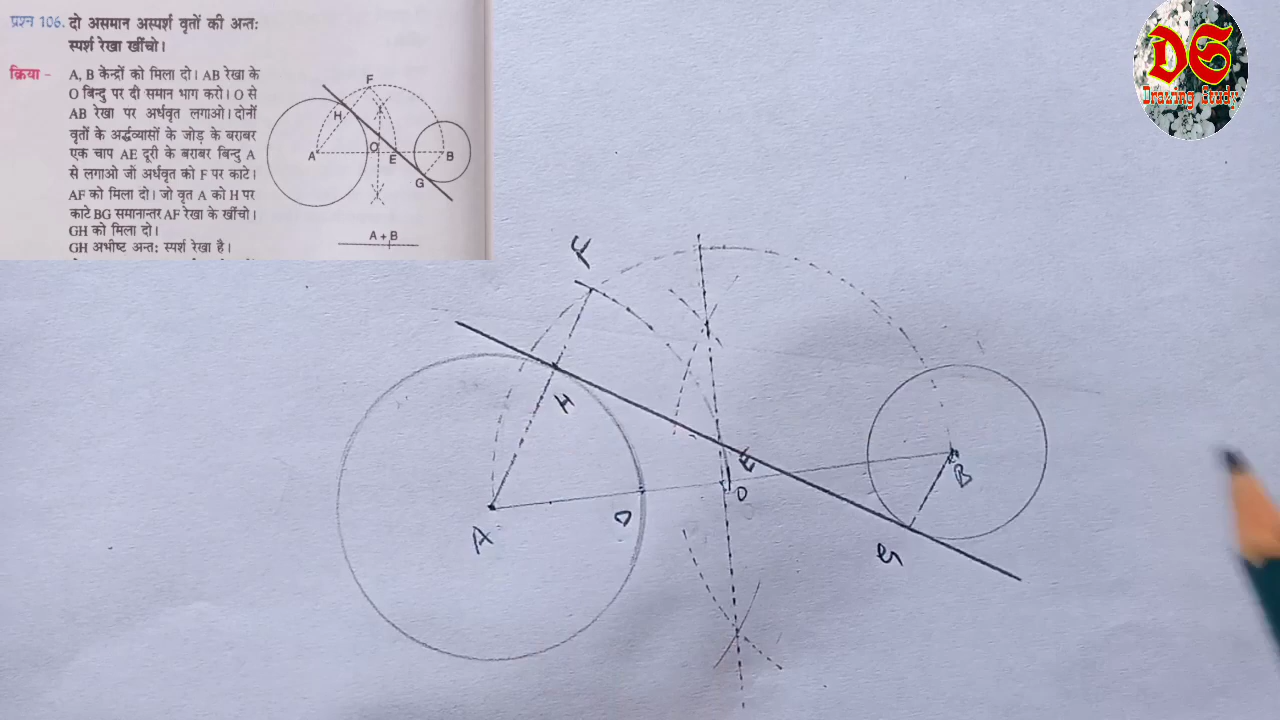 प्रश्न 106. दो असमान अस्पर्श वृतों की अन्त:
स्पर्श रेखा खींचो।
क्रिया - A, B केन्द्रों को मिला दो। AB रेखा के
O बिन्दु पर दी समान भाग करो। O से
AB रेखा पर अर्धवृत लगाओ। दोनों
वृतों के अर्द्धव्यासों के जोड़ के बराबर
एक चाप AE दूरी के बराबर बिन्दु A
से लगाओ जो अर्धवृत को F पर काटे।
AF को मिला दो। जो वृत A को H पर
काटे BG समानान्तर AF रेखा के खींचो।
GH को मिला दो।
GH अभीष्ट अन्त: स्पर्श रेखा है।
F
H
A
O
E
B
G
A + B
DS
Drawing Study
F
H
E
B
O
D
A
G